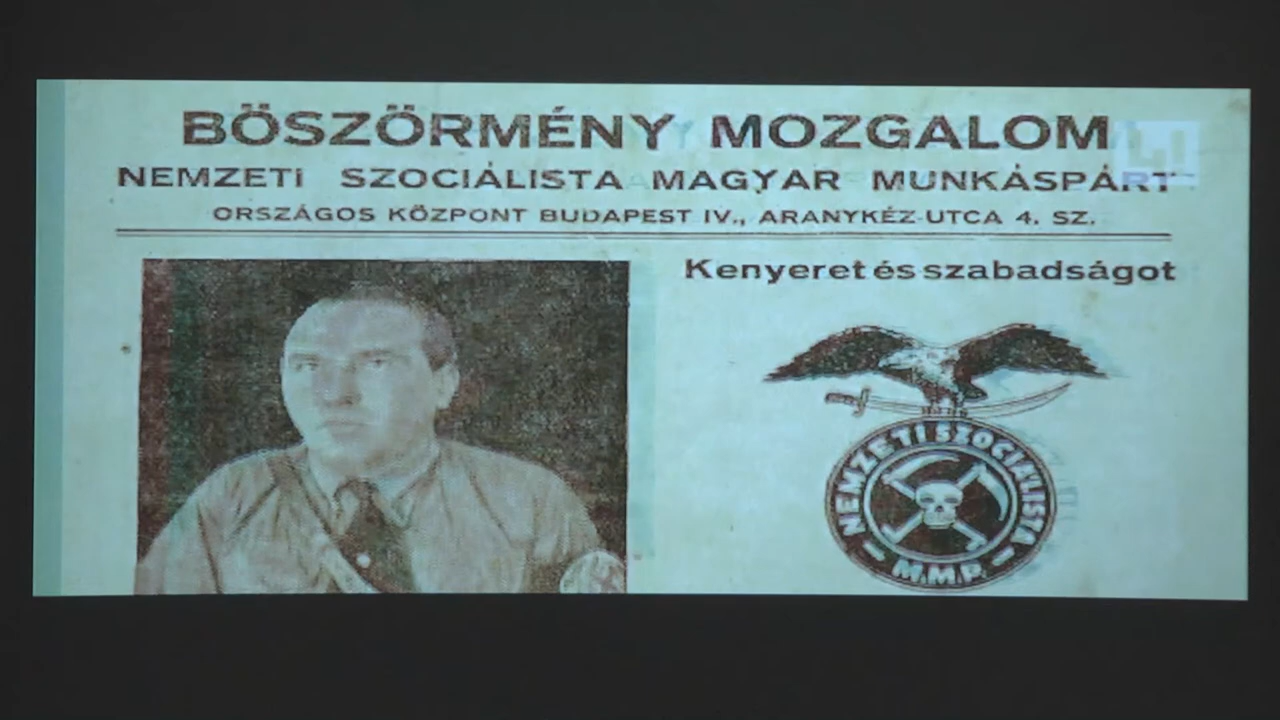 BÖSZÖRMÉNY MOZGALOM
NEMZETI SZOCIÁLISTA MAGYAR MUNKÁSPÁRT
ORSZÁGOS KÖZPONT BUDAPEST IV., ARANYKÉZ-UTCA 4. SZ.
Kenyeret és szabadságot
NEMZETI SZOCIÁLISTA
— M.M.P. —